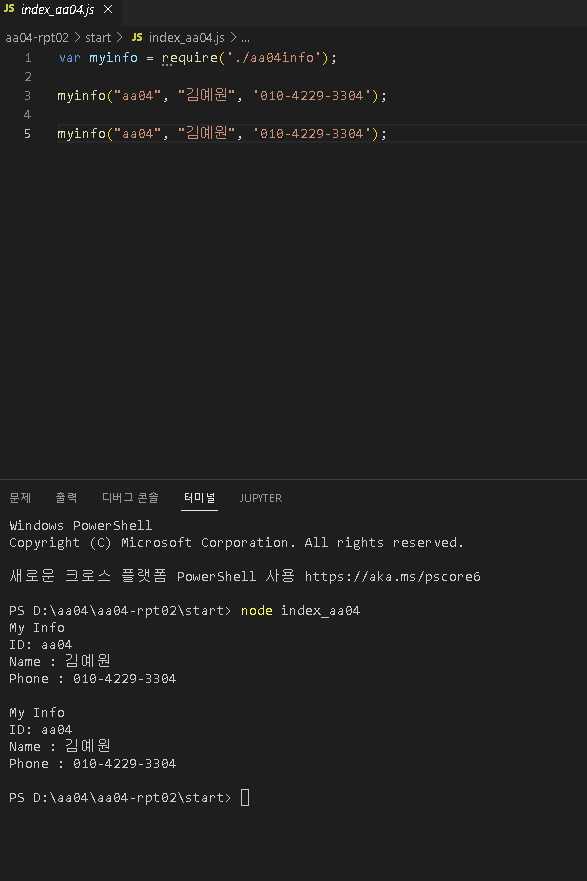 JS index_aa04.js ×
aa04-rpt02 > start > JS index_aa04.js > ...
1 var myinfo = require('./aa04info');
2
3 myinfo("aa04", "김예원", '010-4229-3304');
4
5 myinfo("aa04", "김예원", '010-4229-3304');
문제 출력 디버그 콘솔 터미널 JUPYTER
Windows PowerShell
Copyright (C) Microsoft Corporation. All rights reserved.
새로운 크로스 플랫폼 PowerShell 사용 https://aka.ms/pscore6
PS D:\aa04\aa04-rpt02\start> node index_aa04
My Info
ID: aa04
Name : 김예원
Phone : 010-4229-3304
My Info
ID: aa04
Name : 김예원
Phone : 010-4229-3304
PS D:\aa04\aa04-rpt02\start>